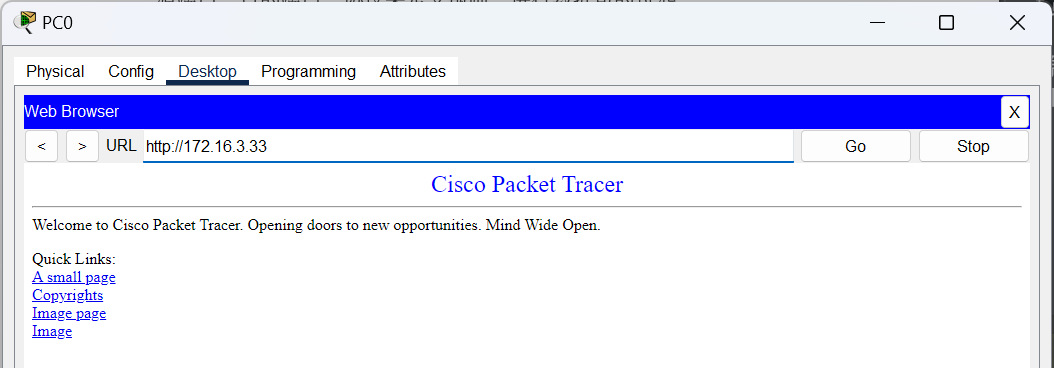 PC0
Physical Config Desktop Programming Attributes
Web Browser
X
< > URL http://172.16.3.33 Go Stop
Cisco Packet Tracer
Welcome to Cisco Packet Tracer. Opening doors to new opportunities. Mind Wide Open.
Quick Links:
A small page
Copyrights
Image page
Image